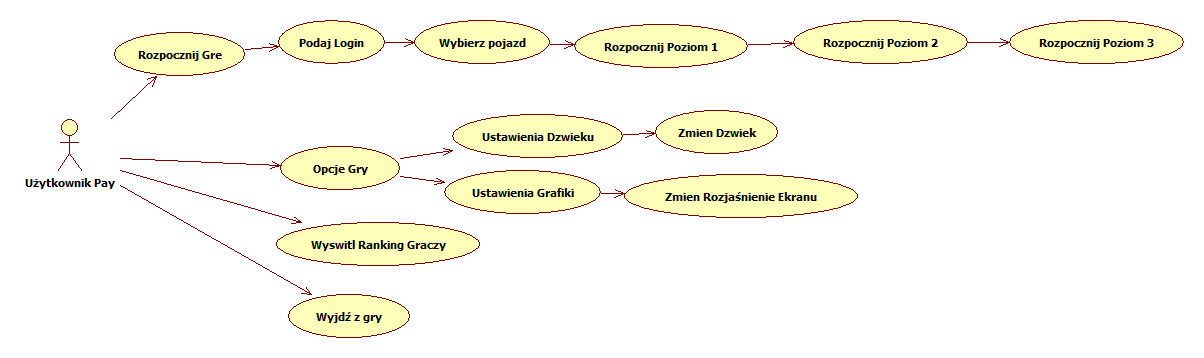 Rozpocznij Gre
Podaj Login
Wybierz pojazd
Rozpocznij Poziom 1
Rozpocznij Poziom 2
Rozpocznij Poziom 3
Użytkownik Pay
Opcje Gry
Ustawienia Dzwieku
Zmien Dzwiek
Ustawienia Grafiki
Zmien Rozjaśnienie Ekranu
Wyswitl Ranking Graczy
Wyjdź z gry